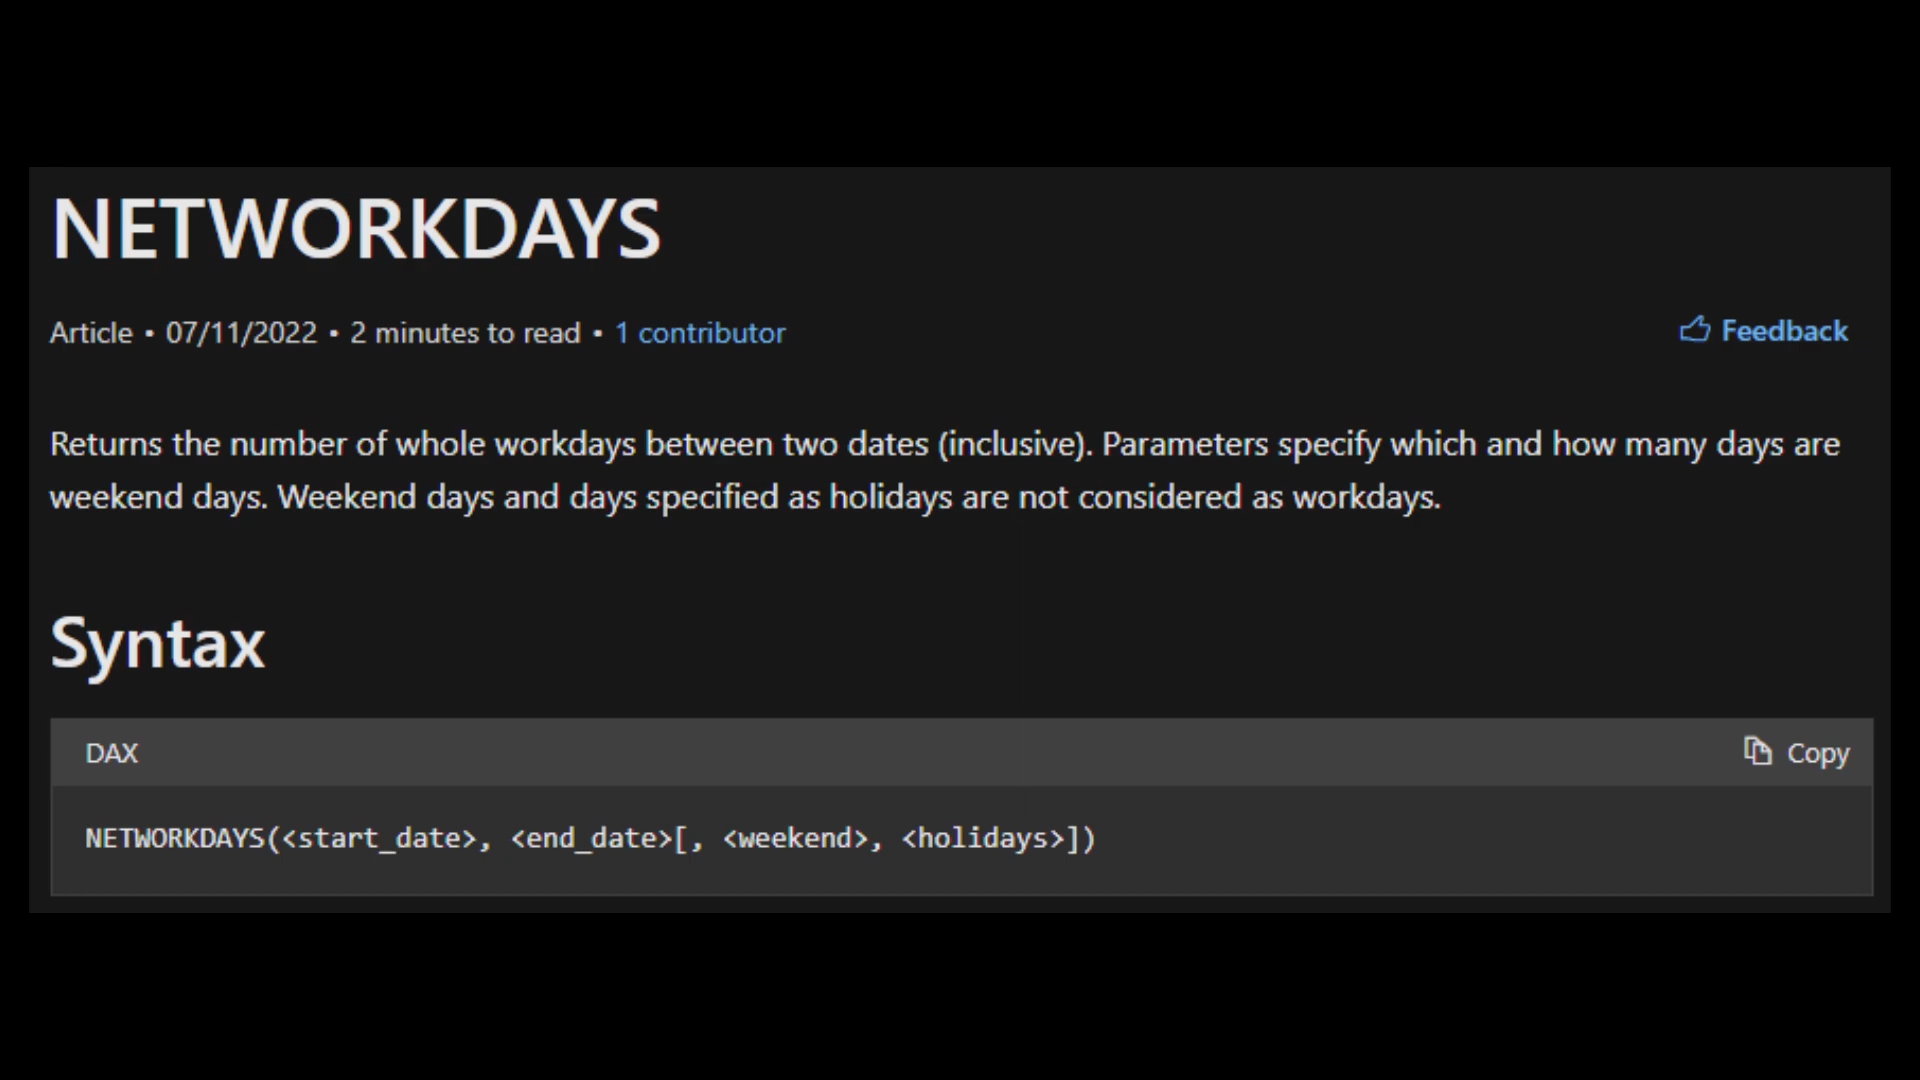 NETWORKDAYS
Article • 07/11/2022 • 2 minutes to read • 1 contributor
Feedback
Returns the number of whole workdays between two dates (inclusive). Parameters specify which and how many days are
weekend days. Weekend days and days specified as holidays are not considered as workdays.
Syntax
DAX
Copy
NETWORKDAYS(<start_date>, <end_date>[, <weekend>, <holidays>])